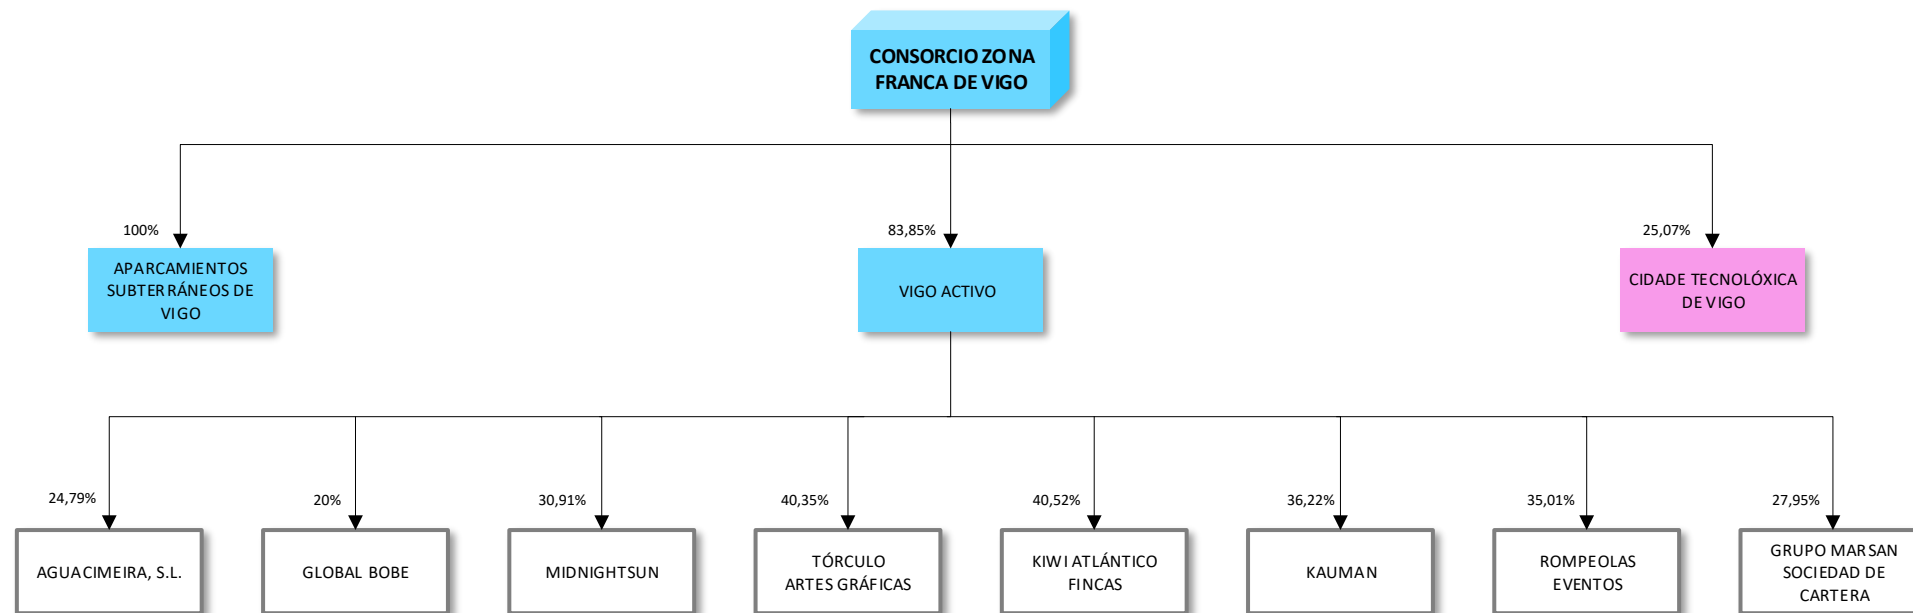 CONSORCIO ZONA
FRANCA DE VIGO
100%
83,85%
25,07%
APARCAMIENTOS
SUBTERRÁNEOS DE
VIGO
VIGO ACTIVO
CIDADE TECNOLÓXICA
DE VIGO
24,79%
20%
30,91%
40,35%
40,52%
36,22%
35,01%
27,95%
AGUACIMEIRA, S.L.
GLOBAL BOBE
MIDNIGHTSUN
TÓRCULO
ARTES GRÁFICAS
KIWI ATLÁNTICO
FINCAS
KAUMAN
ROMPEOLAS
EVENTOS
GRUPO MARSAN
SOCIEDAD DE
CARTERA